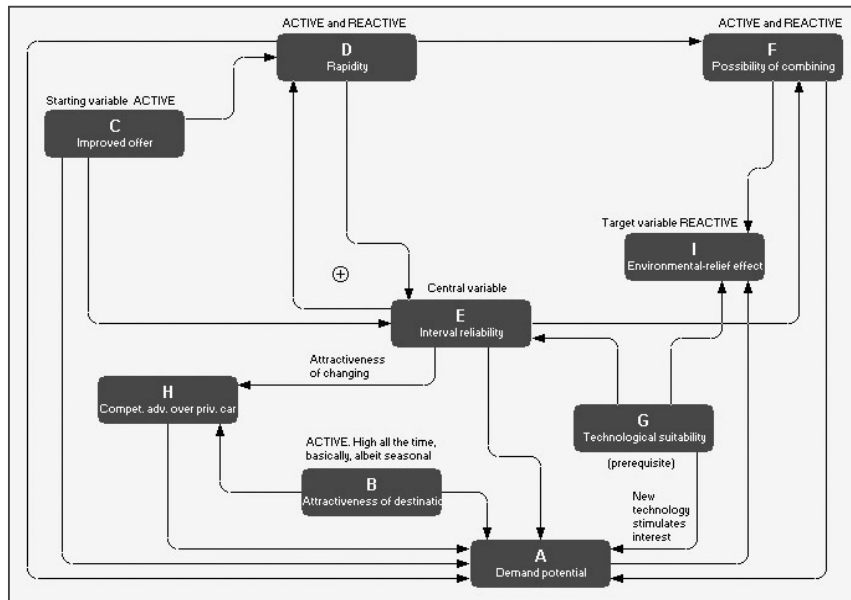 ACTIVE and REACTIVE
D
Rapidity
ACTIVE and REACTIVE
F
Possibility of combining
Starting variable ACTIVE
C
Improved offer
Target variable REACTIVE
I
Environmental-relief effect
+
Central variable
E
Interval reliability
Attractiveness
of changing
H
Compet. adv. over priv. car
G
Technological suitability
(prerequisite)
ACTIVE. High all the time,
basically, albeit seasonal
B
Attractiveness of destinatic
New
technology
stimulates
interest
A
Demand potential